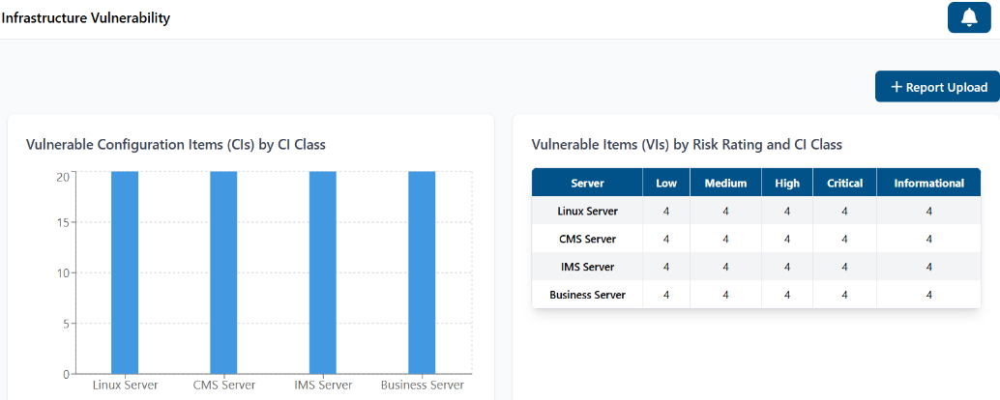 Infrastructure Vulnerability
+ Report Upload
Vulnerable Configuration Items (CIs) by CI Class
20
15
10
5
0
Linux Server CMS Server IMS Server Business Server
Vulnerable Items (VIs) by Risk Rating and CI Class
Server Low Medium High Critical Informational
Linux Server 4 4 4 4 4
CMS Server 4 4 4 4 4
IMS Server 4 4 4 4 4
Business Server 4 4 4 4 4